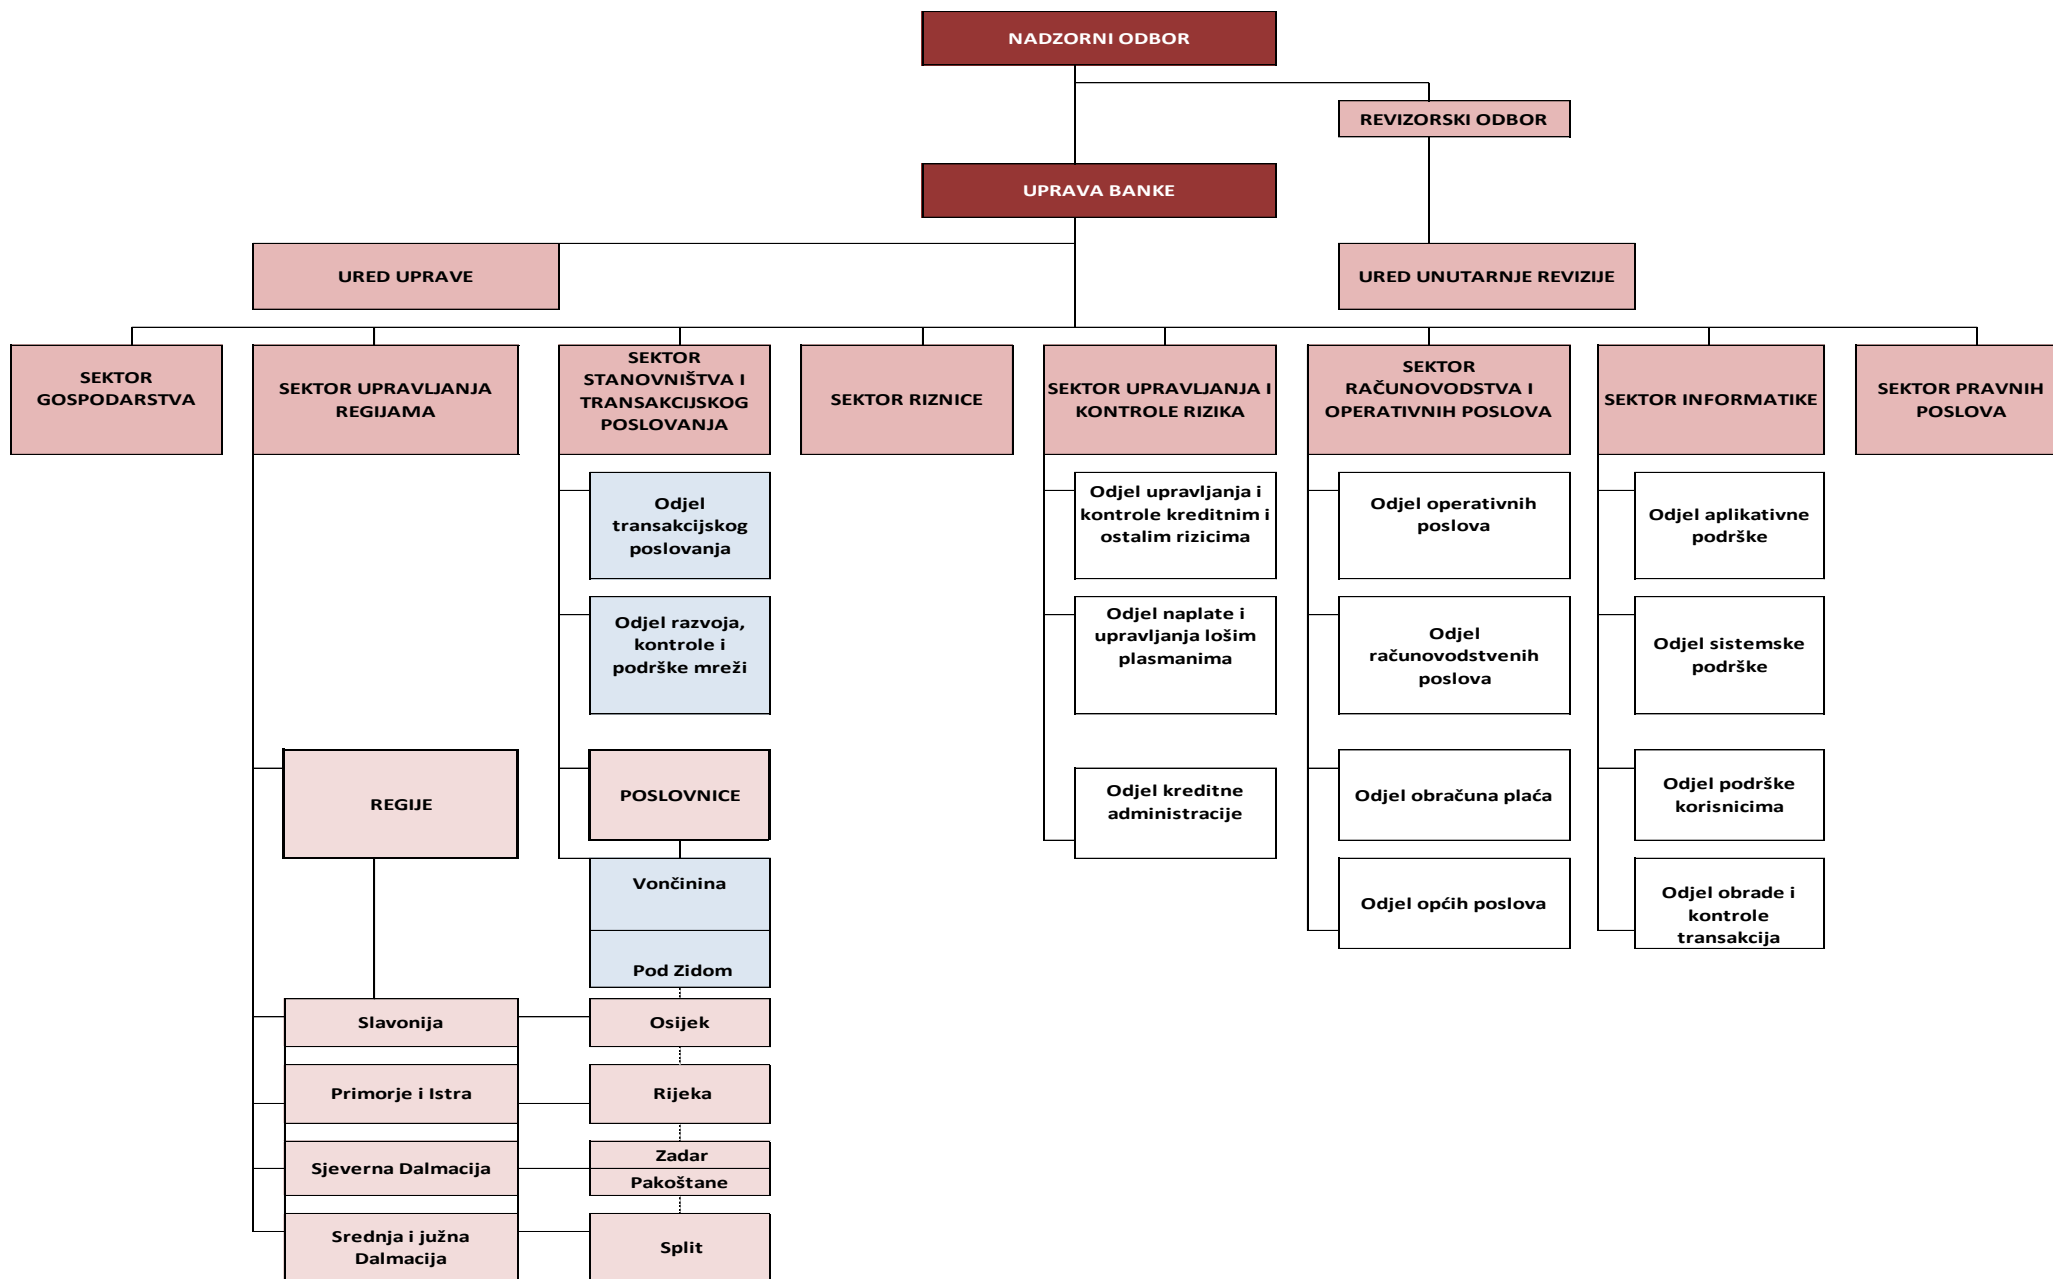 NADZORNI ODBOR
REVIZORSKI ODBOR
UPRAVA BANKE
URED UPRAVE
URED UNUTARNJE REVIZIJE
SEKTOR
GOSPODARSTVA
SEKTOR UPRAVLJANJA
REGIJAMA
SEKTOR
STANOVNIŠTVA I
TRANSAKCIJSKOG
POSLOVANJA
SEKTOR RIZNICE
SEKTOR UPRAVLJANJA I
KONTROLE RIZIKA
SEKTOR
RAČUNOVODSTVA I
OPERATIVNIH POSLOVA
SEKTOR INFORMATIKE
SEKTOR PRAVNIH
POSLOVA
Odjel
transakcijskog
poslovanja
Odjel upravljanja i
kontrole kreditnim i
ostalim rizicima
Odjel operativnih
poslova
Odjel aplikativne
podrške
Odjel razvoja,
kontrole i
podrške mreži
Odjel naplate i
upravljanja lošim
plasmanima
Odjel
računovodstvenih
poslova
Odjel sistemske
podrške
REGIJE
POSLOVNICE
Odjel kreditne
administracije
Odjel obračuna plaća
Odjel podrške
korisnicima
Vončinina
Pod Zidom
Odjel općih poslova
Odjel obrade i
kontrole
transakcija
Slavonija
Osijek
Primorje i Istra
Rijeka
Sjeverna Dalmacija
Zadar
Pakoštane
Srednja i južna
Dalmacija
Split